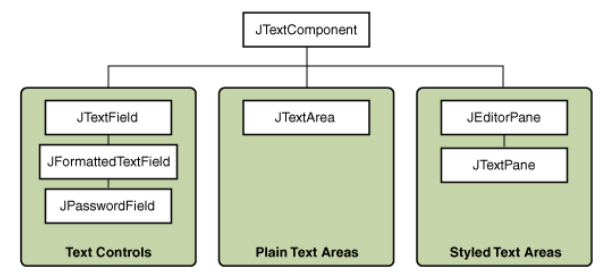 JTextComponent
JTextField
JFormattedTextField
JPasswordField
Text Controls
JTextArea
Plain Text Areas
JEditorPane
JTextPane
Styled Text Areas